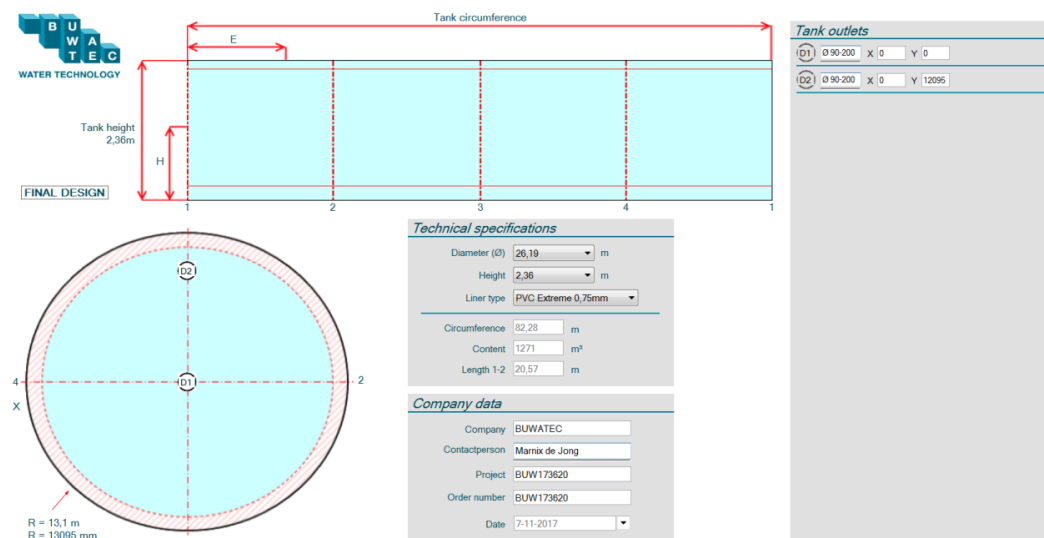 BUWATEC
WATER TECHNOLOGY
Tank circumference
E
Tank height
2,36m
H
FINAL DESIGN
1 2 3 4 1
Tank outlets
D1 Ø 90-200 X 0 Y 0
D2 Ø 90-200 X 0 Y 12095
D2
4 D1 2
X
R = 13,1 m
R = 13095 mm
Technical specifications
Diameter (Ø) 26,19 m
Height 2,36 m
Liner type PVC Extreme 0,75mm
Circumference 82,28 m
Content 1271 m³
Length 1-2 20,57 m
Company data
Company BUWATEC
Contactperson Marnix de Jong
Project BUW173620
Order number BUW173620
Date 7-11-2017